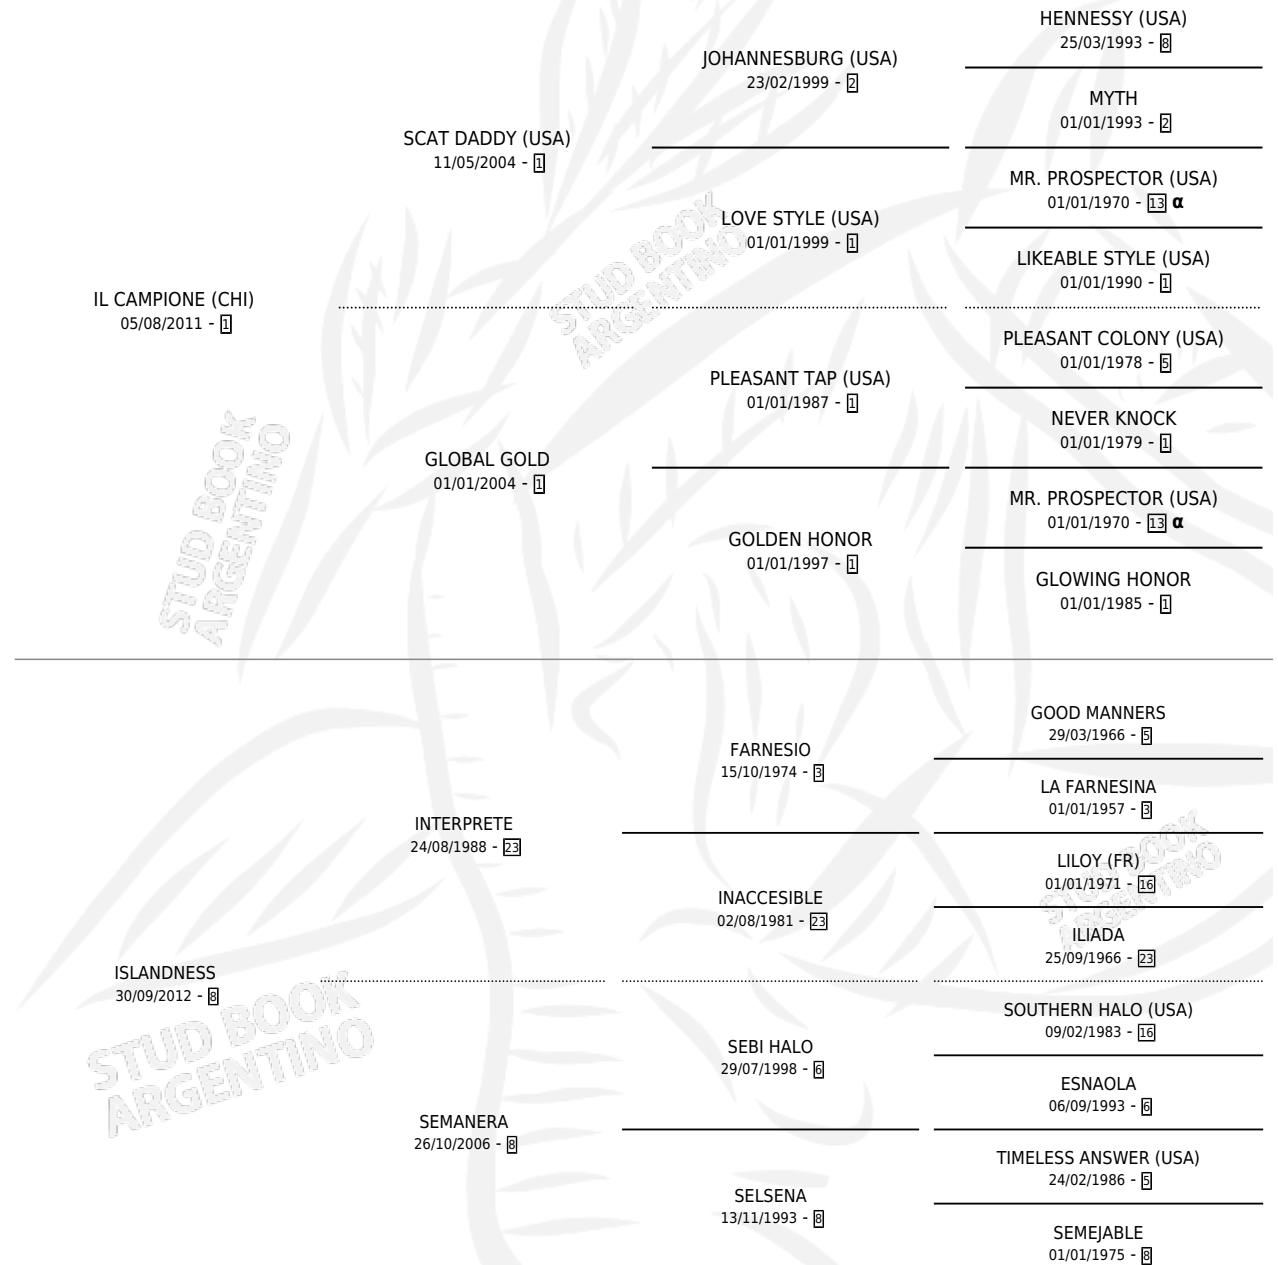 HENNESSY (USA)
25/03/1993 - 8
JOHANNESBURG (USA)
23/02/1999 - 2
MYTH
01/01/1993 - 2
SCAT DADDY (USA)
11/05/2004 - 1
MR. PROSPECTOR (USA)
01/01/1970 - 13 α
LOVE STYLE (USA)
01/01/1999 - 1
LIKEABLE STYLE (USA)
01/01/1990 - 1
IL CAMPIONE (CHI)
05/08/2011 - 1
PLEASANT COLONY (USA)
01/01/1978 - 5
PLEASANT TAP (USA)
01/01/1987 - 1
NEVER KNOCK
01/01/1979 - 1
GLOBAL GOLD
01/01/2004 - 1
MR. PROSPECTOR (USA)
01/01/1970 - 13 α
GOLDEN HONOR
01/01/1997 - 1
GLOWING HONOR
01/01/1985 - 1
GOOD MANNERS
29/03/1966 - 5
FARNESIO
15/10/1974 - 3
LA FARNESINA
01/01/1957 - 3
INTERPRETE
24/08/1988 - 23
LILOY (FR)
01/01/1971 - 16
INACCESIBLE
02/08/1981 - 23
ILIADA
25/09/1966 - 23
ISLANDNESS
30/09/2012 - 8
SOUTHERN HALO (USA)
09/02/1983 - 16
SEBI HALO
29/07/1998 - 6
ESNAOLA
06/09/1993 - 6
SEMANERA
26/10/2006 - 8
TIMELESS ANSWER (USA)
24/02/1986 - 5
SELSENA
13/11/1993 - 8
SEMEJABLE
01/01/1975 - 8
STUD BOOK
ARGENTINO
STUD BOOK
ARGENTINO
STUD BOOK
ARGENTINO
STUD BOOK
ARGENTINO